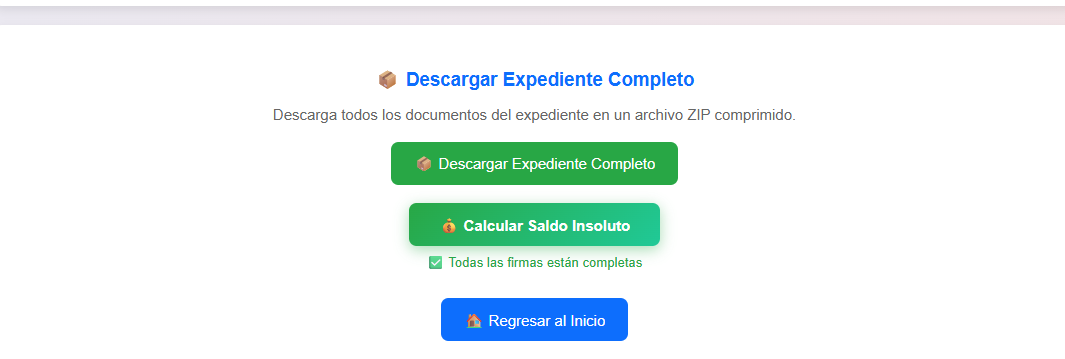 📦 Descargar Expediente Completo
Descarga todos los documentos del expediente en un archivo ZIP comprimido.
📦 Descargar Expediente Completo
💰 Calcular Saldo Insoluto
✅ Todas las firmas están completas
🏠 Regresar al Inicio